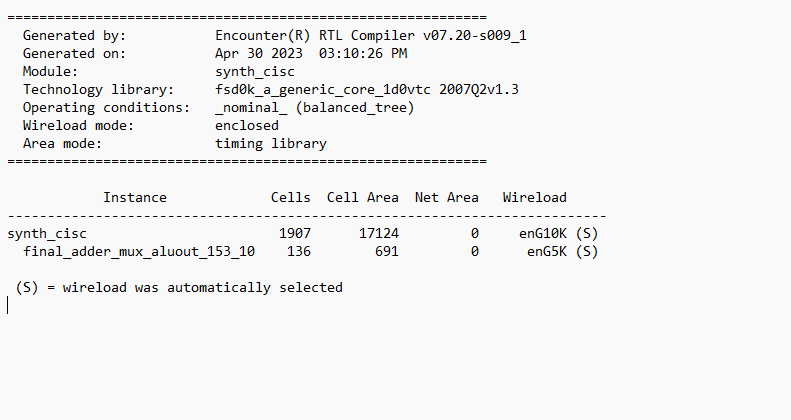 ============================================================
  Generated by:           Encounter(R) RTL Compiler v07.20-s009_1
  Generated on:           Apr 30 2023  03:10:26 PM
  Module:                 synth_cisc
  Technology library:     fsd0k_a_generic_core_1d0vtc 2007Q2v1.3
  Operating conditions:   _nominal_ (balanced_tree)
  Wireload mode:          enclosed
  Area mode:              timing library
============================================================
            Instance             Cells  Cell Area  Net Area   Wireload
---------------------------------------------------------------------------
synth_cisc                        1907      17124         0     enG10K (S)
  final_adder_mux_aluout_153_10    136        691         0      enG5K (S)
 (S) = wireload was automatically selected